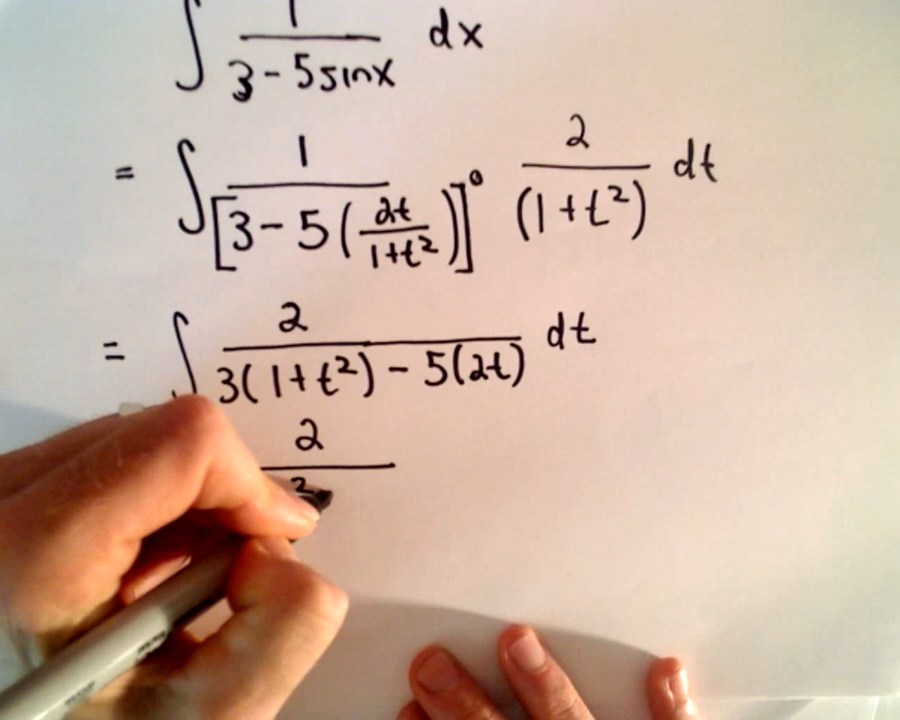 ∫ 1/(3 - 5sinx) dx
= ∫ 1/[3 - 5(2t/(1+t²))] · 2/(1+t²) dt
= ∫ 2/(3(1+t²) - 5(2t)) dt
2